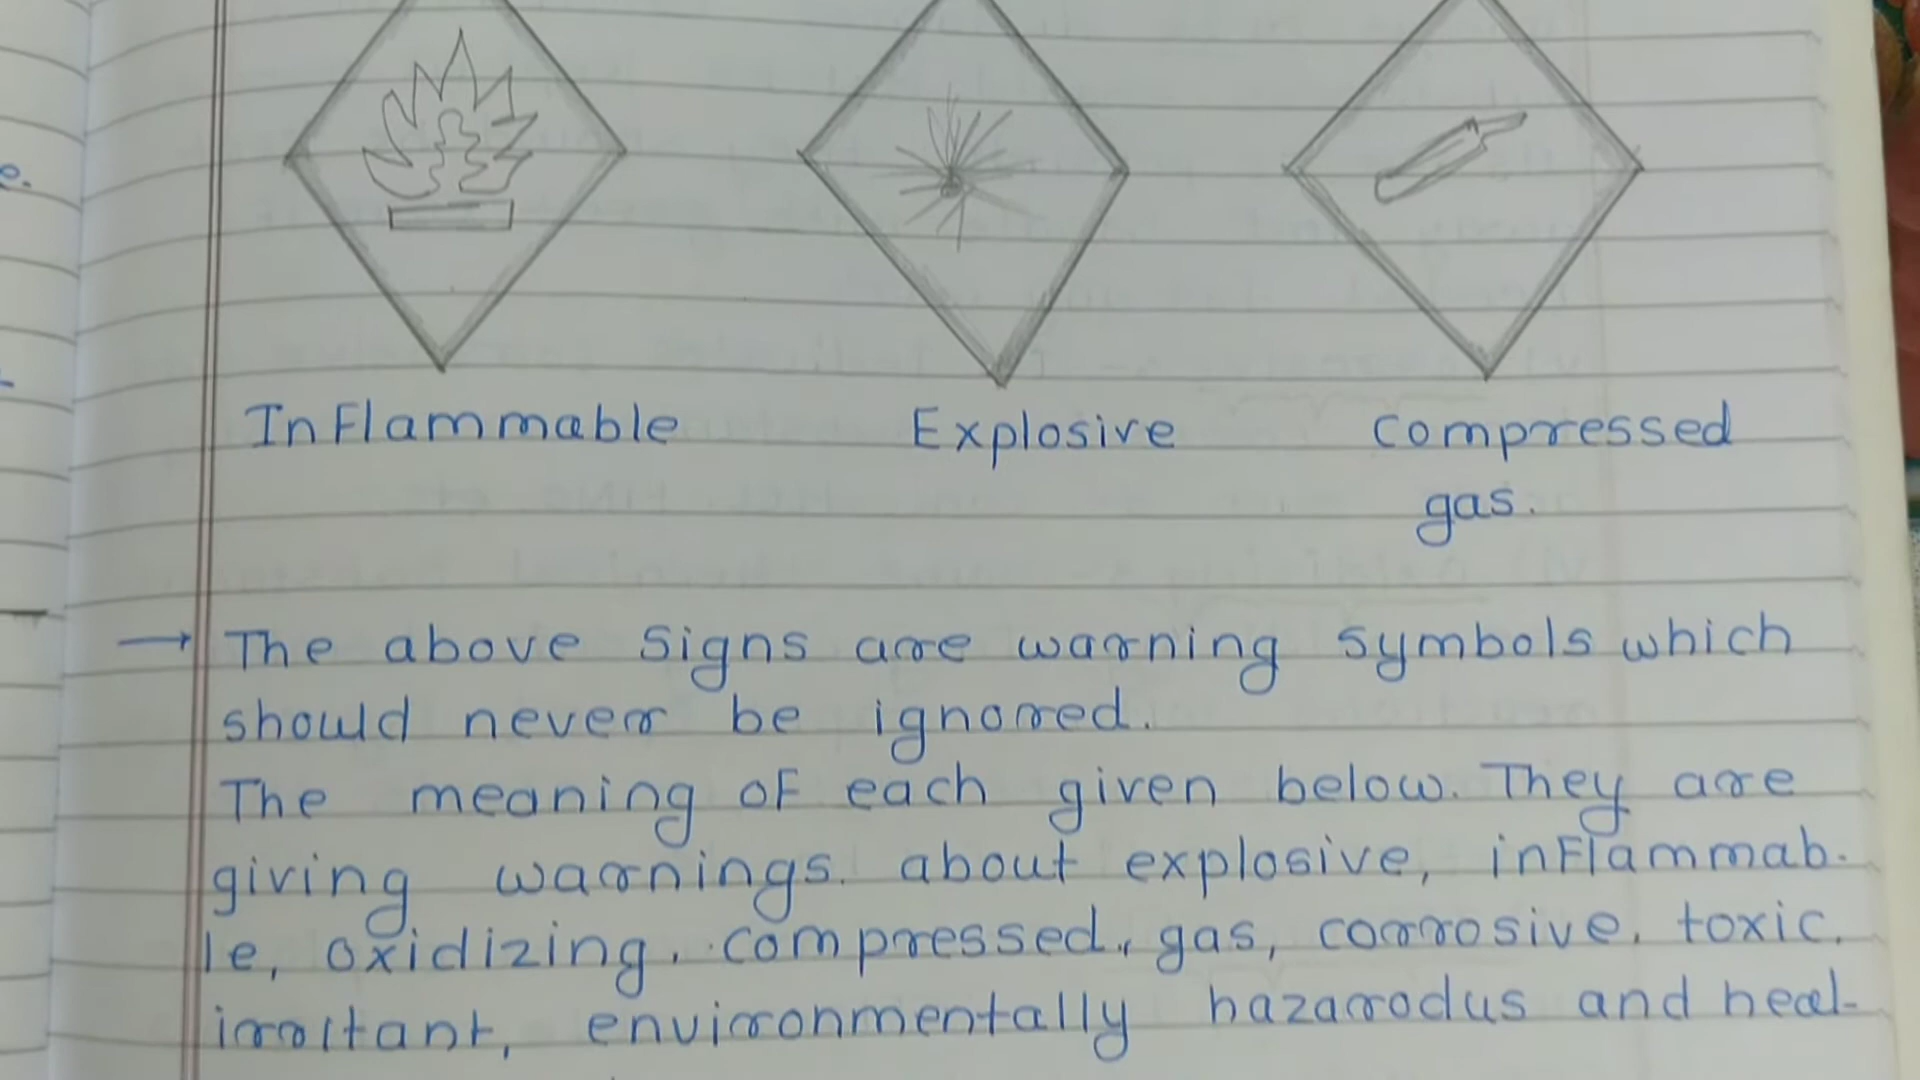 InFlammable Explosive compressed
gas.
→ The above signs are warning symbols which
should never be ignored.
The meaning of each given below. They are
giving warnings. about explosive, inflammab-
le, oxidizing, compressed, gas, corrosive, toxic,
irritant, environmentally hazarodus and heal-
e.